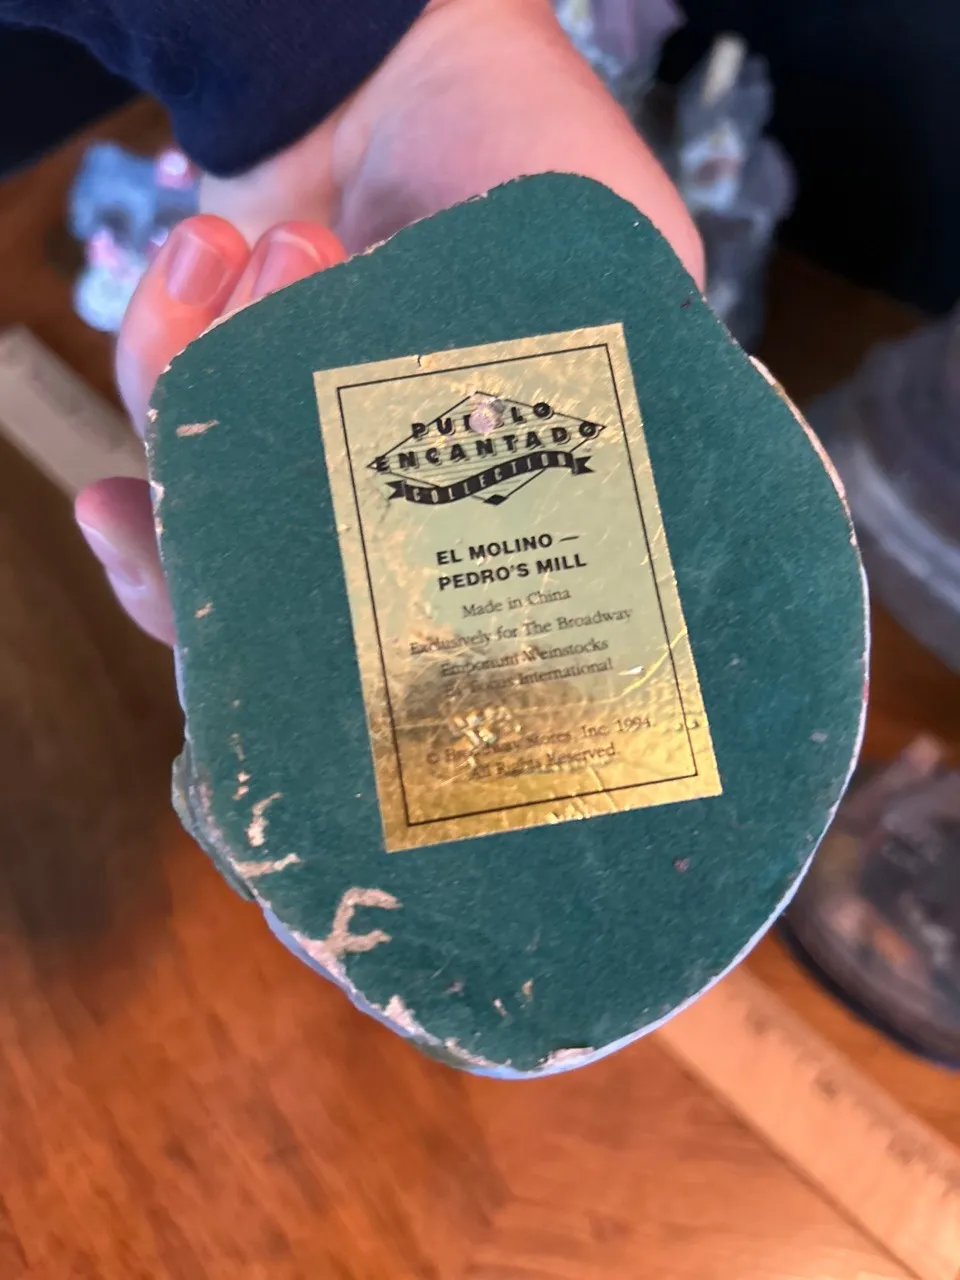 PUEBLO
ENCANTADO
COLLECTION
EL MOLINO —
PEDRO'S MILL
Made in China
Exclusively for The Broadway
Emporium Weinstocks
International
© Broadway Stores, Inc. 1994
All Rights Reserved